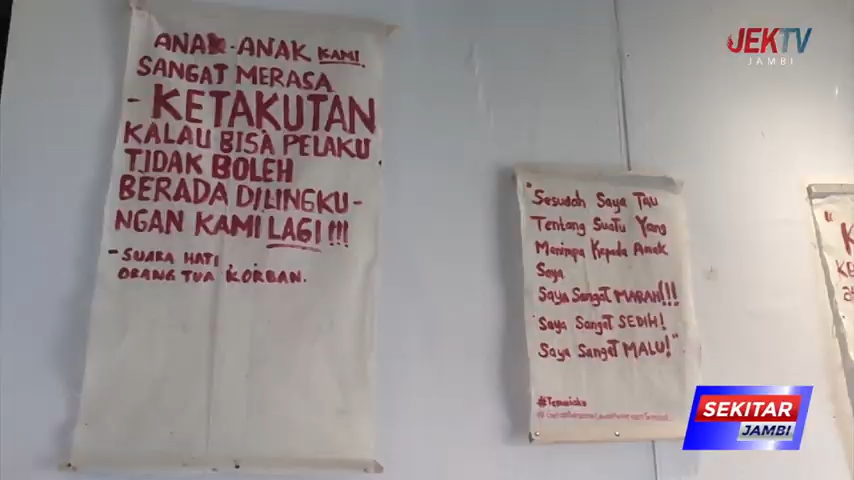 ANAK-ANAK KAMI
SANGAT MERASA
- KETAKUTAN
KALAU BISA PELAKU
TIDAK BOLEH
BERADA DILINGKU-
NGAN KAMI LAGI!!!
- SUARA HATI
ORANG TUA KORBAN.
"Sesudah Saya Tau
Tentang Suatu Yang
Menimpa Kepada Anak
Saya
Saya Sangat MARAH!!!
Saya Sangat SEDIH!
Saya Sangat MALU!"
JEKTV
JAMBI
SEKITAR
JAMBI